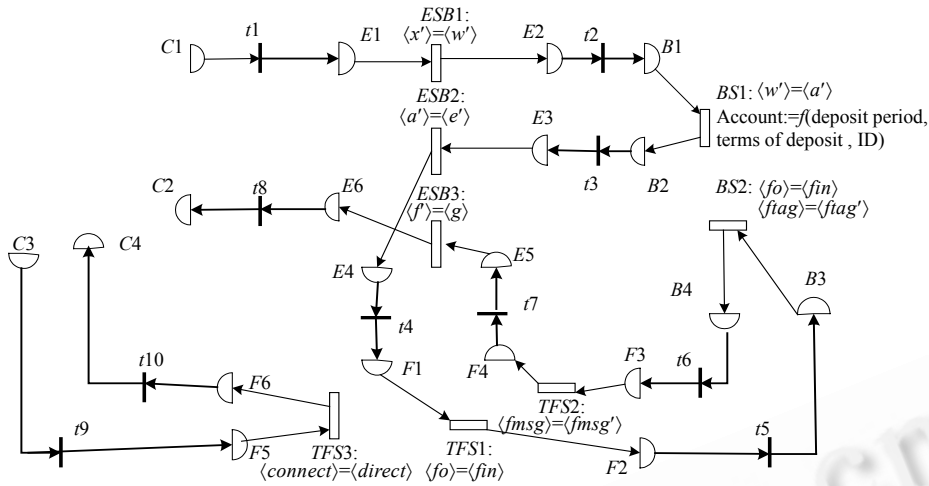 C1
t1
E1
ESB1:
⟨x′⟩=⟨w′⟩
E2
t2
B1
BS1: ⟨w′⟩=⟨a′⟩
Account:=f(deposit period,
terms of deposit , ID)
ESB2:
⟨a′⟩=⟨e′⟩
E3
t3
B2
C2
t8
E6
ESB3:
⟨f′⟩=⟨g⟩
BS2: ⟨fo⟩=⟨fin⟩
⟨ftag⟩=⟨ftag′⟩
C3
C4
E4
E5
B4
B3
t4
t7
t10
F6
F1
F4
F3
t6
TFS2:
⟨fmsg⟩=⟨fmsg′⟩
t9
F5
TFS3:
⟨connect⟩=⟨direct⟩
TFS1:
⟨fo⟩=⟨fin⟩
F2
t5